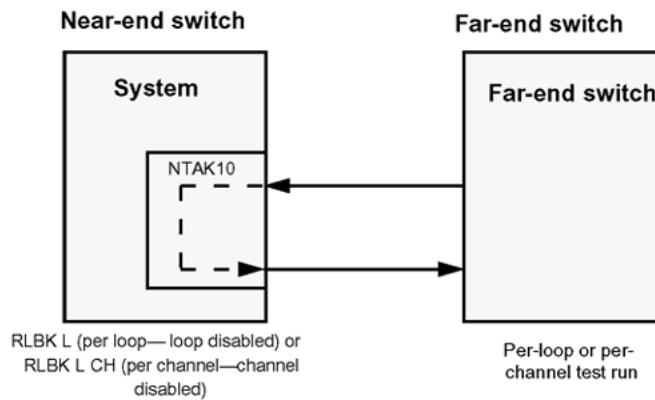 Near-end switch
Far-end switch
System
Far-end switch
NTAK10
RLBK L (per loop— loop disabled) or
RLBK L CH (per channel—channel
disabled)
Per-loop or per-
channel test run